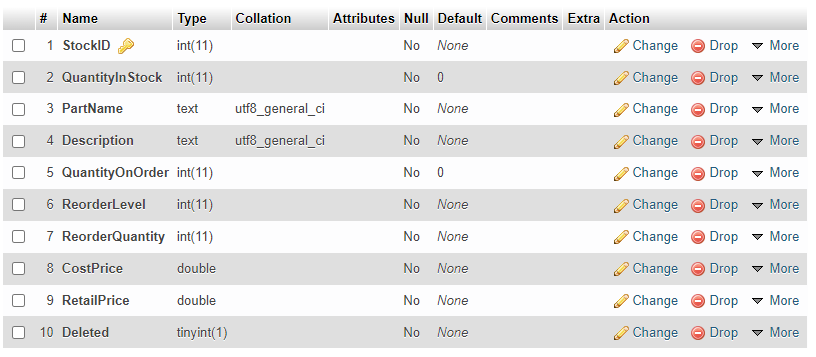 # Name Type Collation Attributes Null Default Comments Extra Action
1 StockID int(11) No None Change Drop More
2 QuantityInStock int(11) No 0 Change Drop More
3 PartName text utf8_general_ci No None Change Drop More
4 Description text utf8_general_ci No None Change Drop More
5 QuantityOnOrder int(11) No 0 Change Drop More
6 ReorderLevel int(11) No None Change Drop More
7 ReorderQuantity int(11) No None Change Drop More
8 CostPrice double No None Change Drop More
9 RetailPrice double No None Change Drop More
10 Deleted tinyint(1) No None Change Drop More